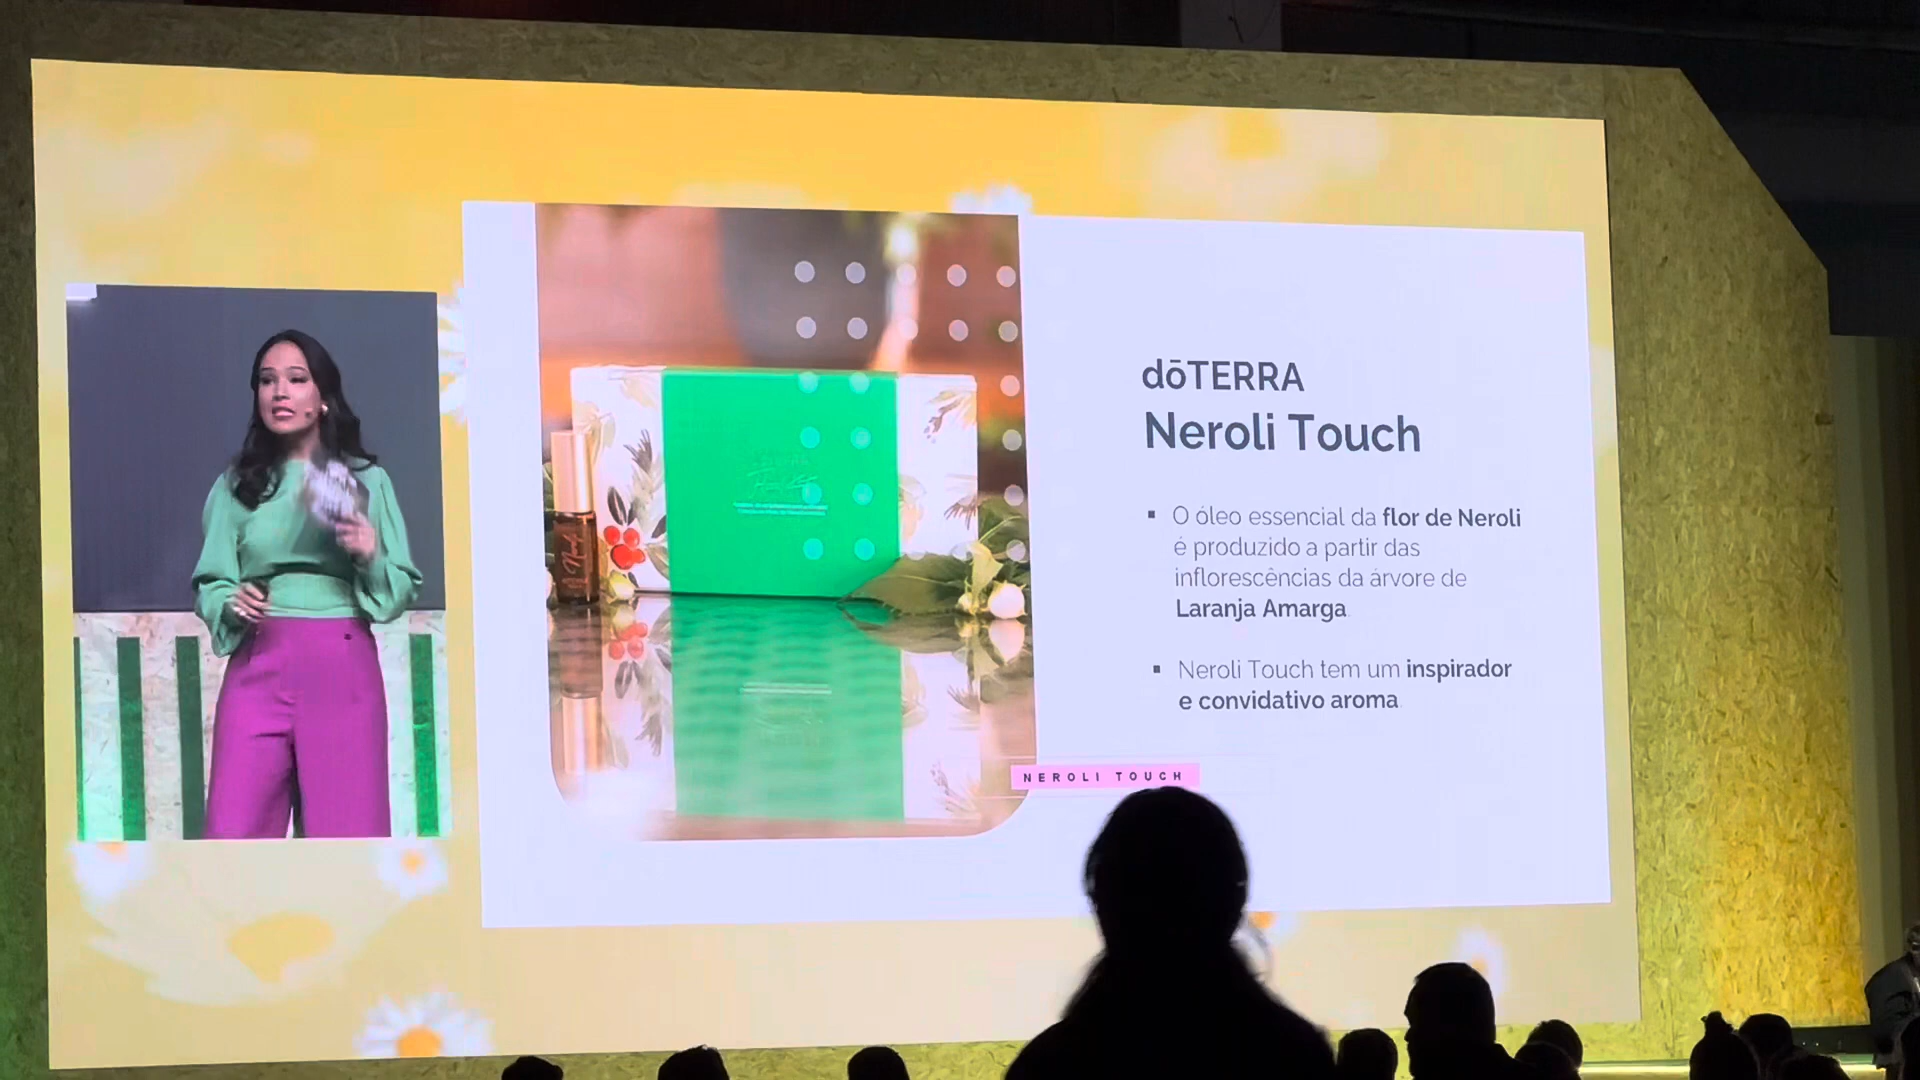 dōTERRA
Neroli Touch
▪ O óleo essencial da flor de Neroli
é produzido a partir das
inflorescências da árvore de
Laranja Amarga.
▪ Neroli Touch tem um inspirador
e convidativo aroma.
NEROLI TOUCH